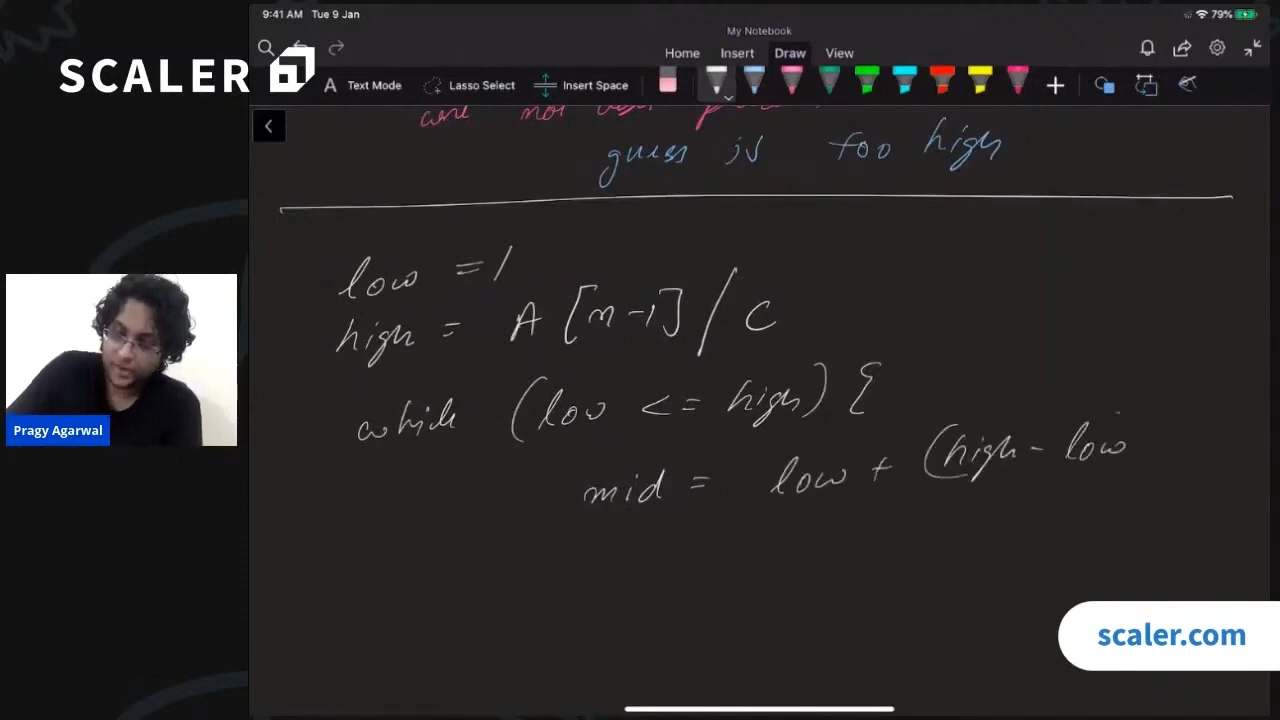 9:41 AM Tue 9 Jan
79%
My Notebook
SCALER
Home Insert Draw View
Text Mode Lasso Select Insert Space
are not
guess is too high
low = 1
high = A [n-1] / C
while (low <= high) {
mid = low + (high - low
Pragy Agarwal
scaler.com